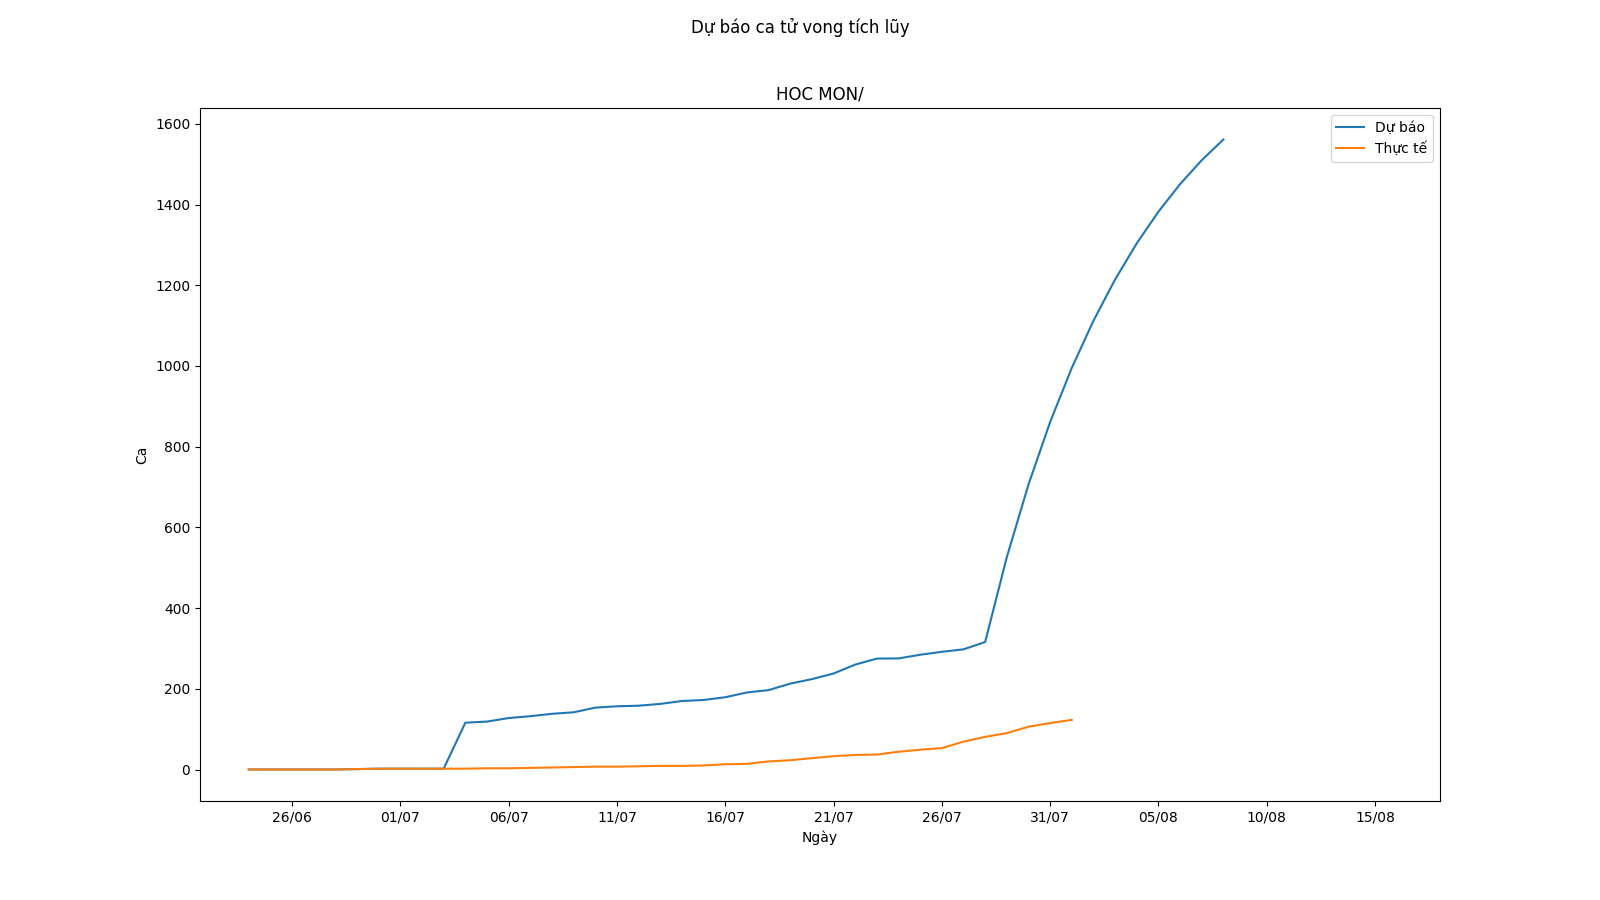 Dự báo ca tử vong tích lũy
HOC MON/
Dự báo
Thực tế
1600
1400
1200
1000
800
600
400
200
0
Ca
26/06 01/07 06/07 11/07 16/07 21/07 26/07 31/07 05/08 10/08 15/08
Ngày